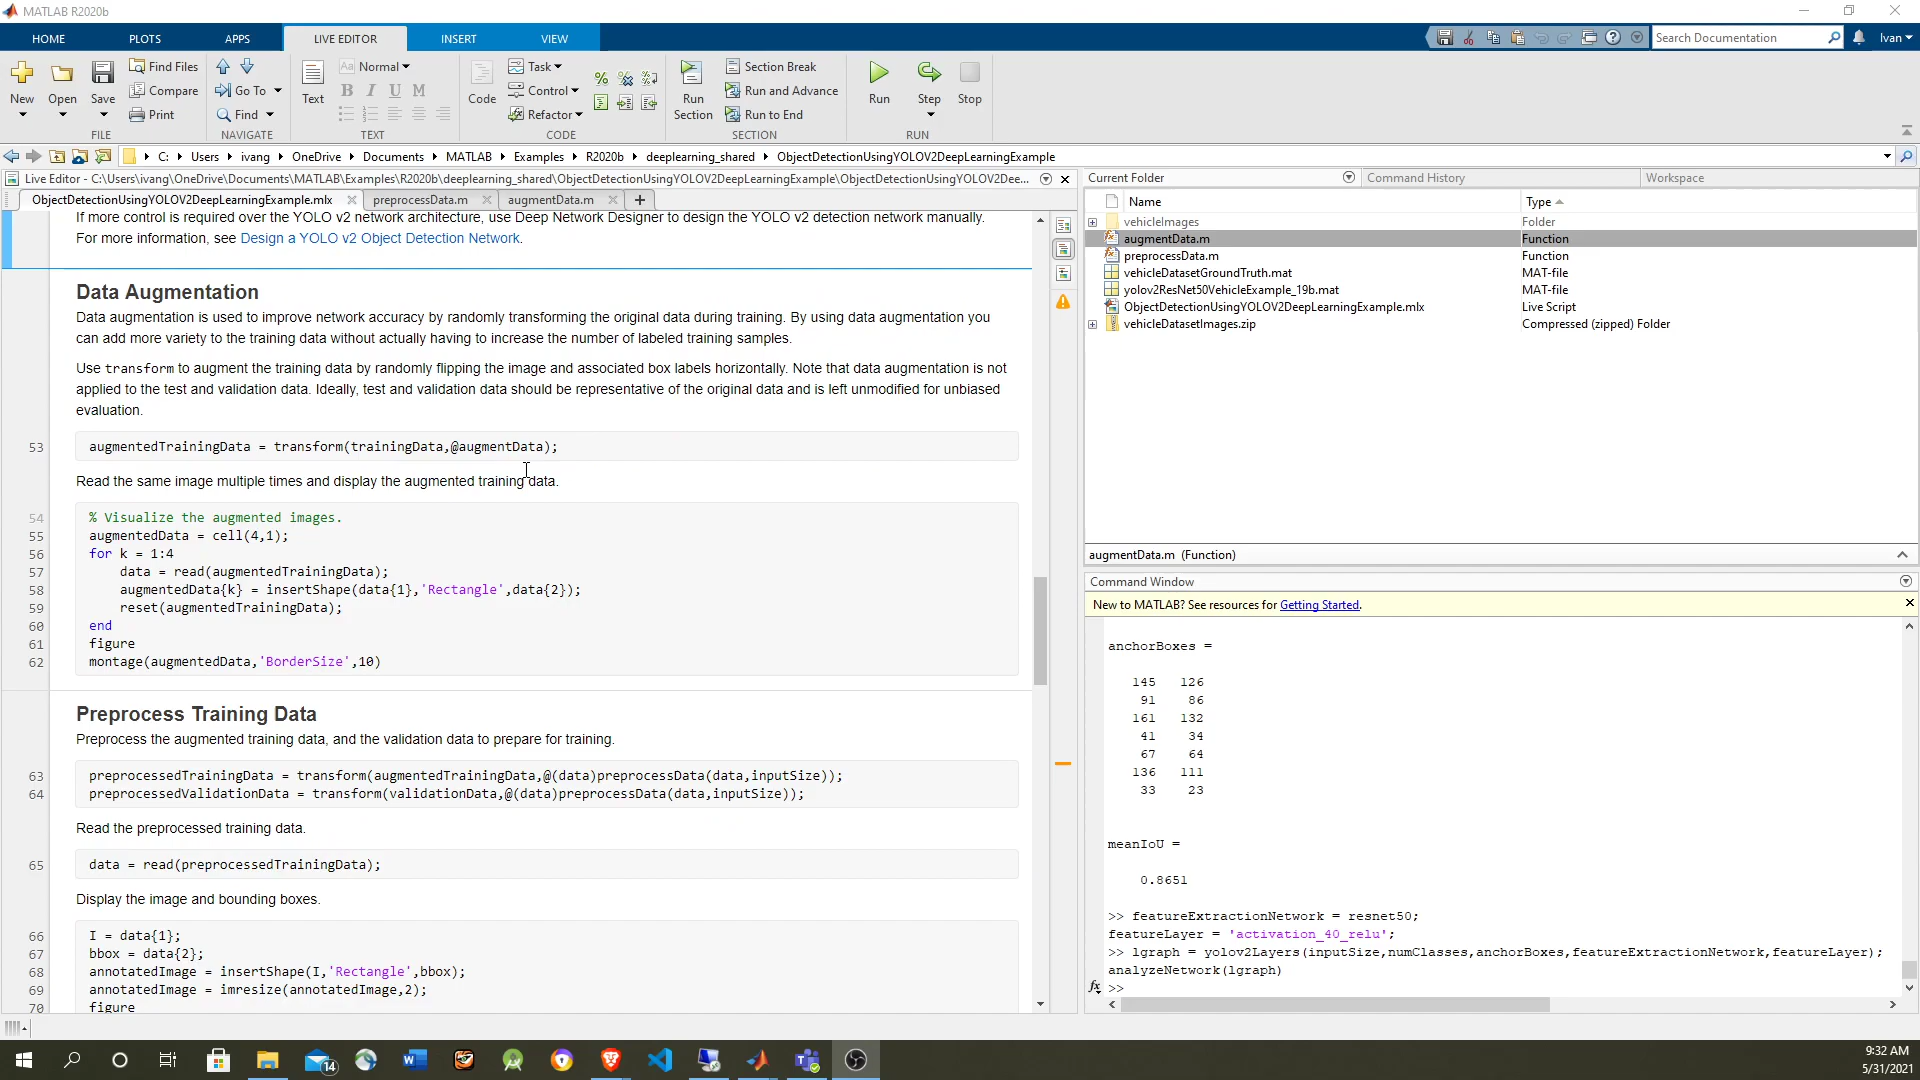 MATLAB R2020b
HOME PLOTS APPS LIVE EDITOR INSERT VIEW
Search Documentation Ivan
New Open Save Find Files Compare Print
FILE
Go To Find
NAVIGATE
Text Normal B I U M
TEXT
Code Task Control Refactor
CODE
Run Section Section Break Run and Advance Run to End
SECTION
Run Step Stop
RUN
C: Users ivang OneDrive Documents MATLAB Examples R2020b deeplearning_shared ObjectDetectionUsingYOLOV2DeepLearningExample
Live Editor - C:\Users\ivang\OneDrive\Documents\MATLAB\Examples\R2020b\deeplearning_shared\ObjectDetectionUsingYOLOV2DeepLearningExample\ObjectDetectionUsingYOLOV2Dee...
ObjectDetectionUsingYOLOV2DeepLearningExample.mlx preprocessData.m augmentData.m
If more control is required over the YOLO v2 network architecture, use Deep Network Designer to design the YOLO v2 detection network manually.
For more information, see Design a YOLO v2 Object Detection Network.
Data Augmentation
Data augmentation is used to improve network accuracy by randomly transforming the original data during training. By using data augmentation you
can add more variety to the training data without actually having to increase the number of labeled training samples.
Use transform to augment the training data by randomly flipping the image and associated box labels horizontally. Note that data augmentation is not
applied to the test and validation data. Ideally, test and validation data should be representative of the original data and is left unmodified for unbiased
evaluation.
53 augmentedTrainingData = transform(trainingData,@augmentData);
Read the same image multiple times and display the augmented training data.
54 % Visualize the augmented images.
55 augmentedData = cell(4,1);
56 for k = 1:4
57 data = read(augmentedTrainingData);
58 augmentedData{k} = insertShape(data{1},'Rectangle',data{2});
59 reset(augmentedTrainingData);
60 end
61 figure
62 montage(augmentedData,'BorderSize',10)
Preprocess Training Data
Preprocess the augmented training data, and the validation data to prepare for training.
63 preprocessedTrainingData = transform(augmentedTrainingData,@(data)preprocessData(data,inputSize));
64 preprocessedValidationData = transform(validationData,@(data)preprocessData(data,inputSize));
Read the preprocessed training data.
65 data = read(preprocessedTrainingData);
Display the image and bounding boxes.
66 I = data{1};
67 bbox = data{2};
68 annotatedImage = insertShape(I,'Rectangle',bbox);
69 annotatedImage = imresize(annotatedImage,2);
70 figure
Current Folder Command History Workspace
Name Type
vehicleImages Folder
augmentData.m Function
preprocessData.m Function
vehicleDatasetGroundTruth.mat MAT-file
yolov2ResNet50VehicleExample_19b.mat MAT-file
ObjectDetectionUsingYOLOV2DeepLearningExample.mlx Live Script
vehicleDatasetImages.zip Compressed (zipped) Folder
augmentData.m (Function)
Command Window
New to MATLAB? See resources for Getting Started.
anchorBoxes =
145 126
91 86
161 132
41 34
67 64
136 111
33 23
meanIoU =
0.8651
>> featureExtractionNetwork = resnet50;
featureLayer = 'activation_40_relu';
>> lgraph = yolov2Layers(inputSize,numClasses,anchorBoxes,featureExtractionNetwork,featureLayer);
analyzeNetwork(lgraph)
fx >>
14
9:32 AM
5/31/2021